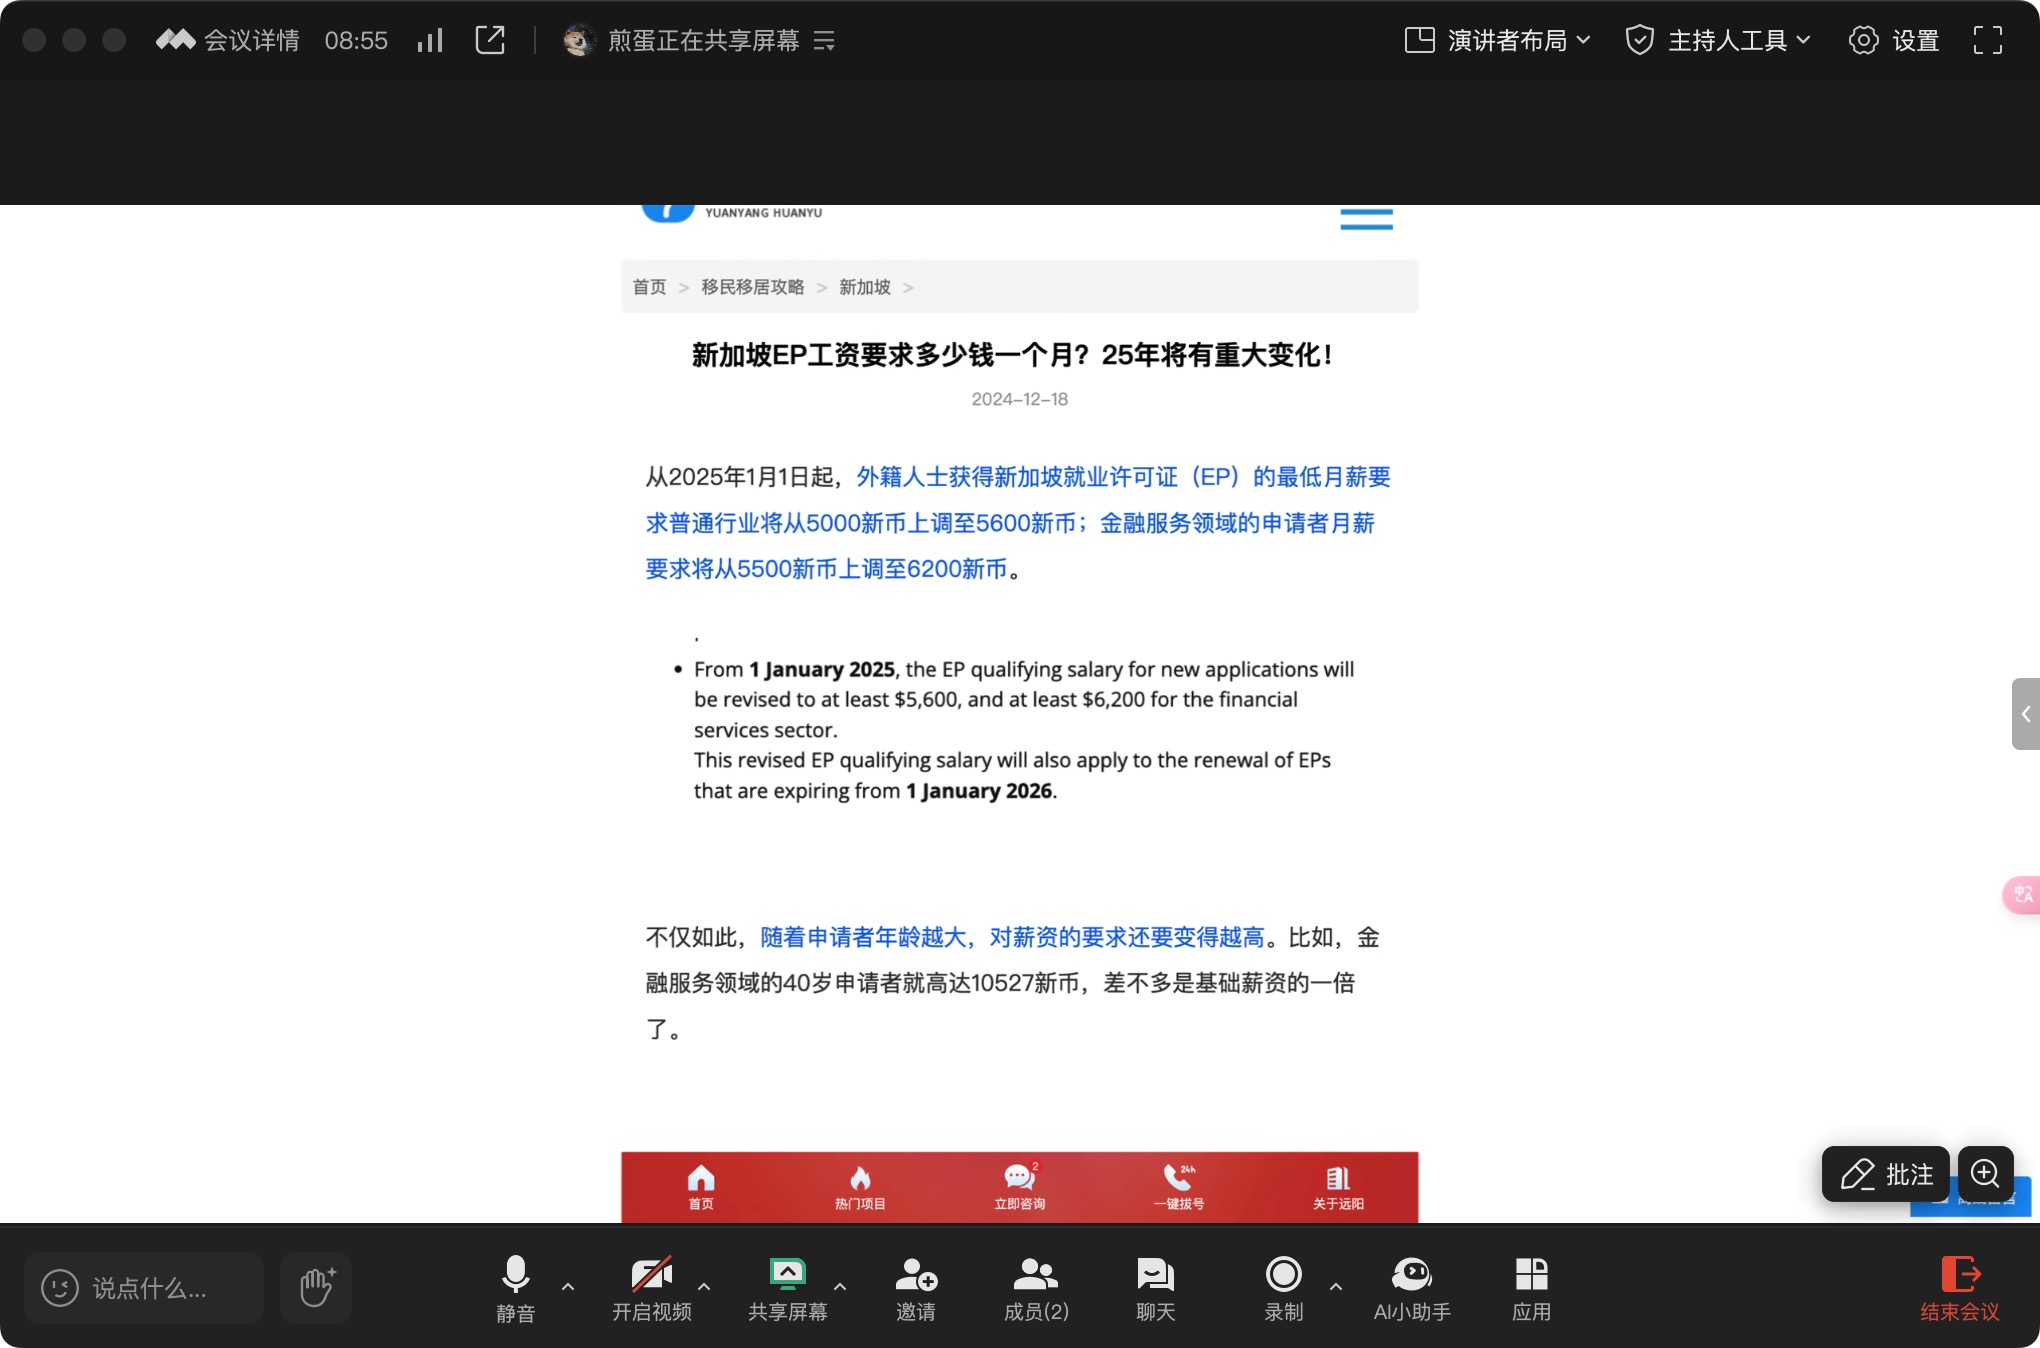 会议详情 08:55 煎蛋正在共享屏幕 演讲者布局 主持人工具 设置
YUANYANG HUANYU
首页 > 移民移居攻略 > 新加坡 >
新加坡EP工资要求多少钱一个月？25年将有重大变化！
2024-12-18
从2025年1月1日起，外籍人士获得新加坡就业许可证（EP）的最低月薪要
求普通行业将从5000新币上调至5600新币；金融服务领域的申请者月薪
要求将从5500新币上调至6200新币。
• From 1 January 2025, the EP qualifying salary for new applications will
be revised to at least $5,600, and at least $6,200 for the financial
services sector.
This revised EP qualifying salary will also apply to the renewal of EPs
that are expiring from 1 January 2026.
不仅如此，随着申请者年龄越大，对薪资的要求还要变得越高。比如，金
融服务领域的40岁申请者就高达10527新币，差不多是基础薪资的一倍
了。
批注
2 24h
首页 热门项目 立即咨询 一键拨号 关于远阳
说点什么... 静音 开启视频 共享屏幕 邀请 成员(2) 聊天 录制 AI小助手 应用 结束会议